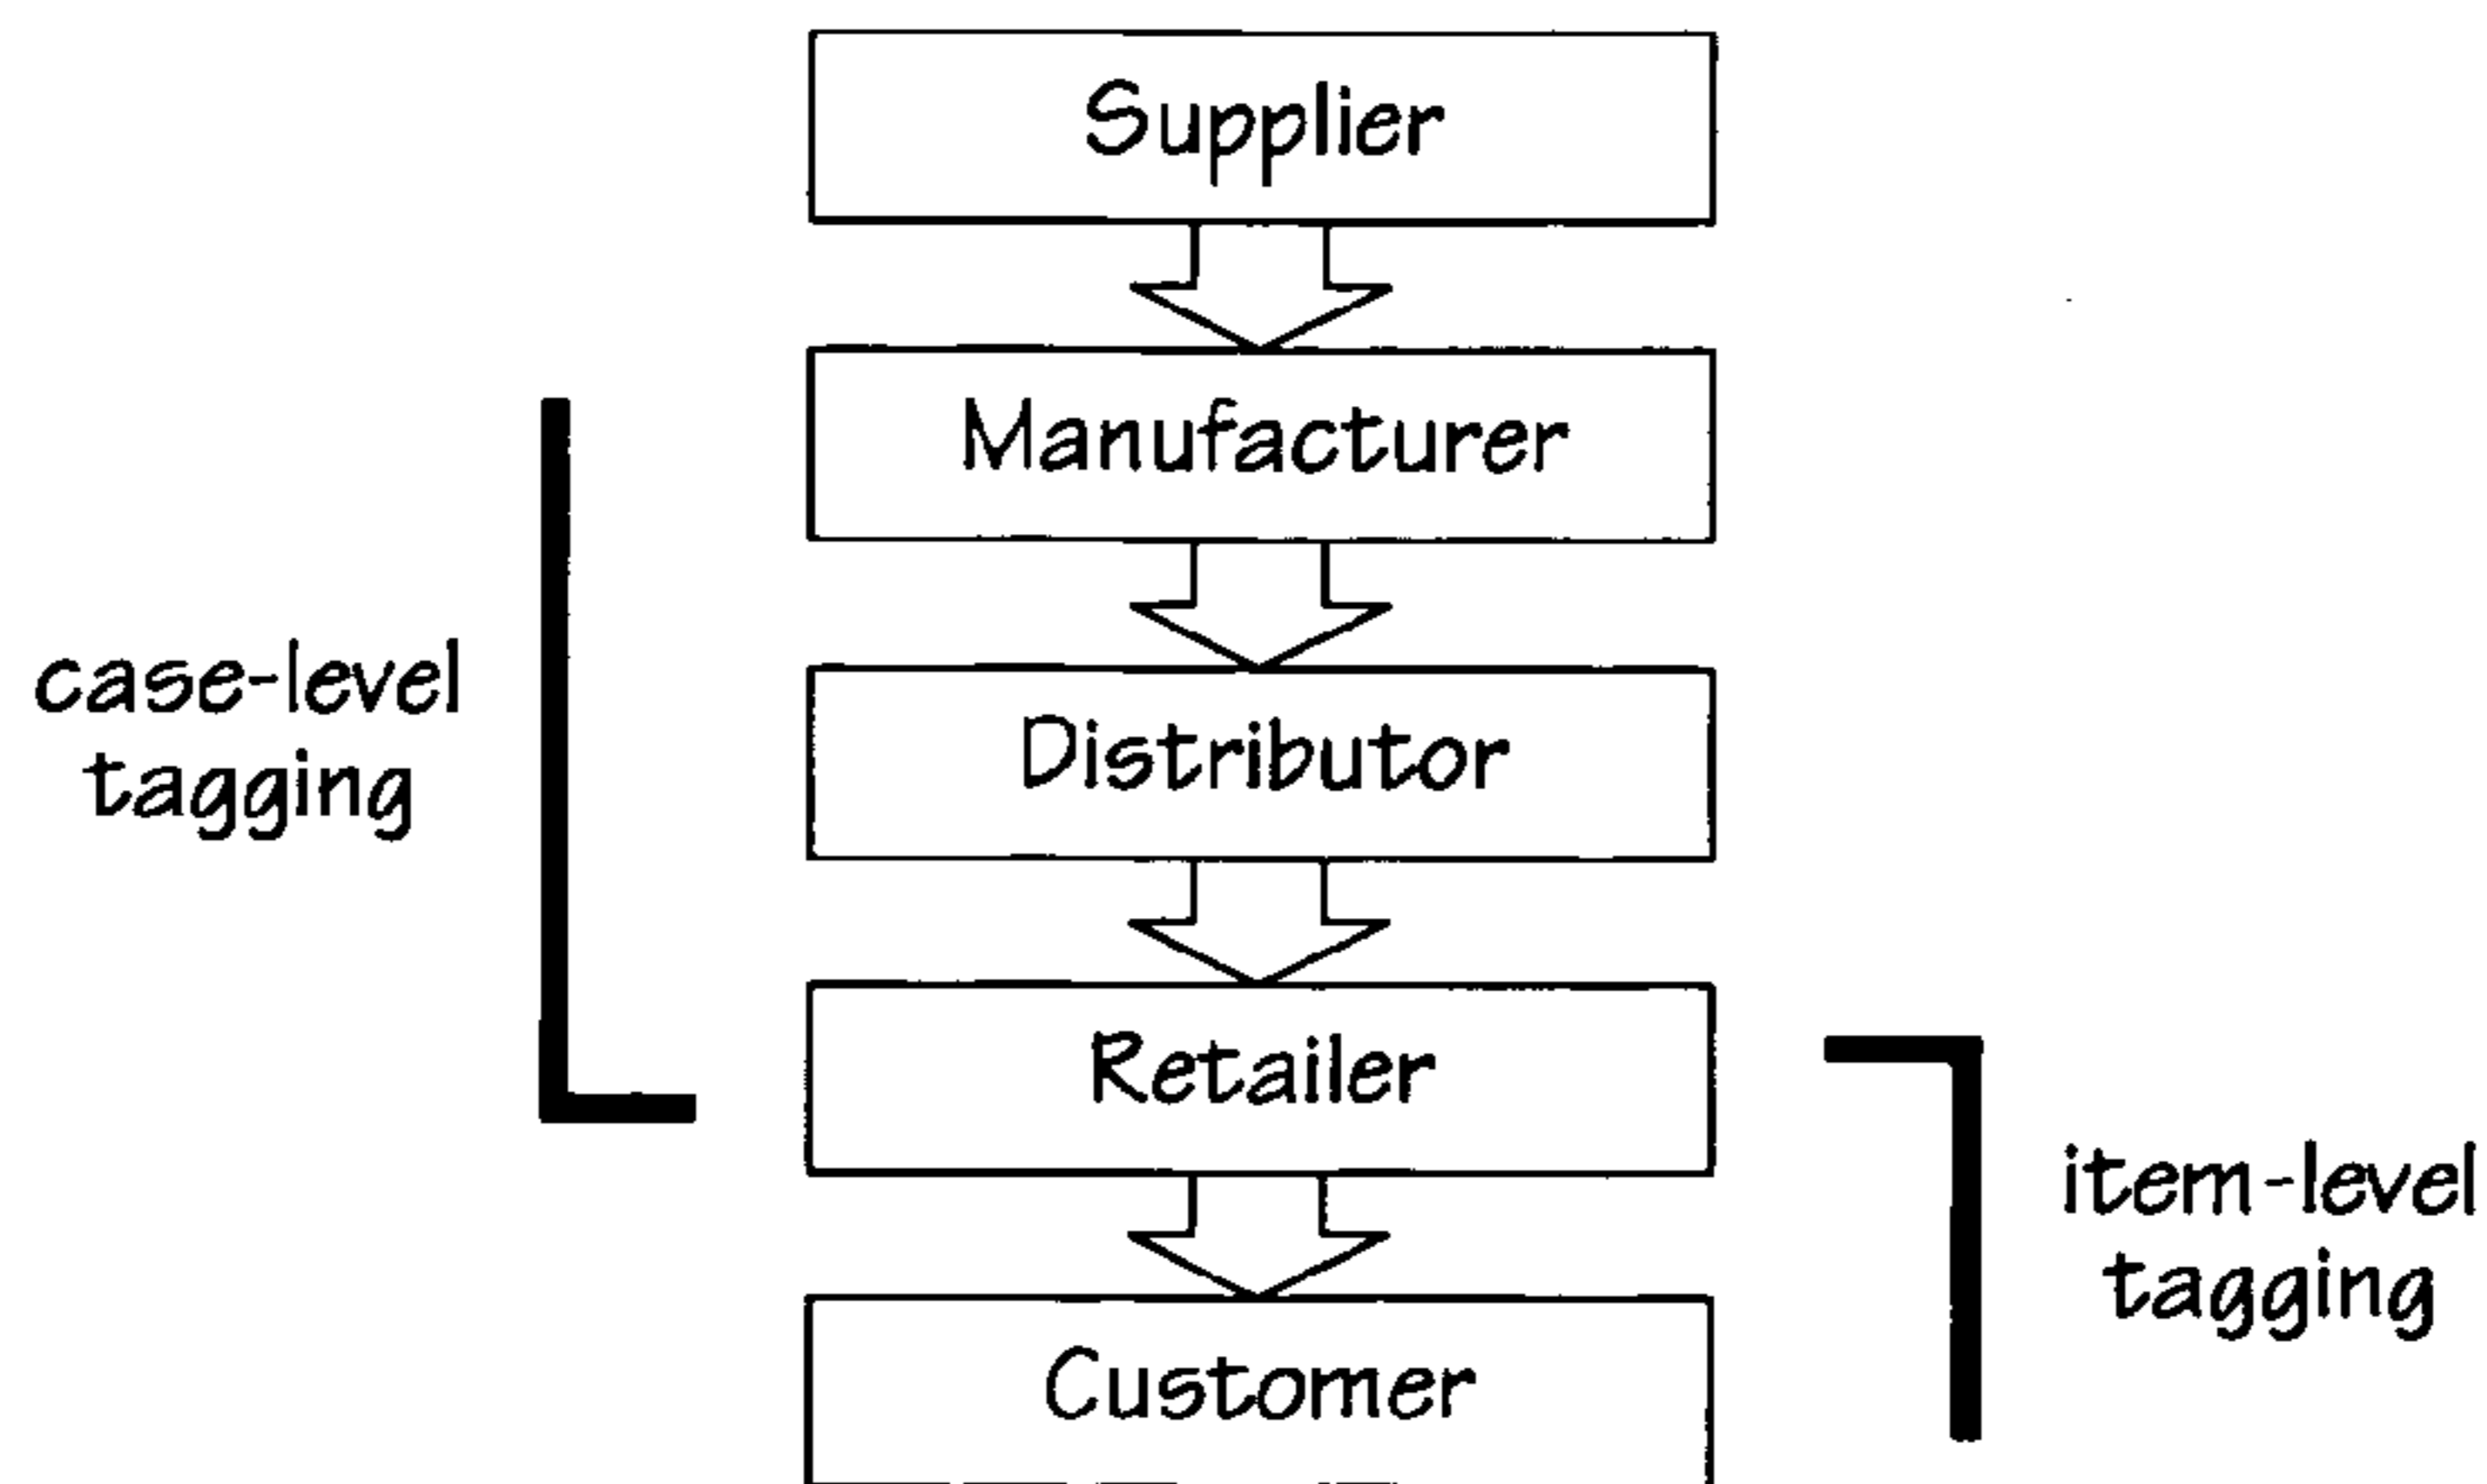 Supplier
Manufacturer
case-level
tagging
Distributor
Retailer
item-level
tagging
Customer